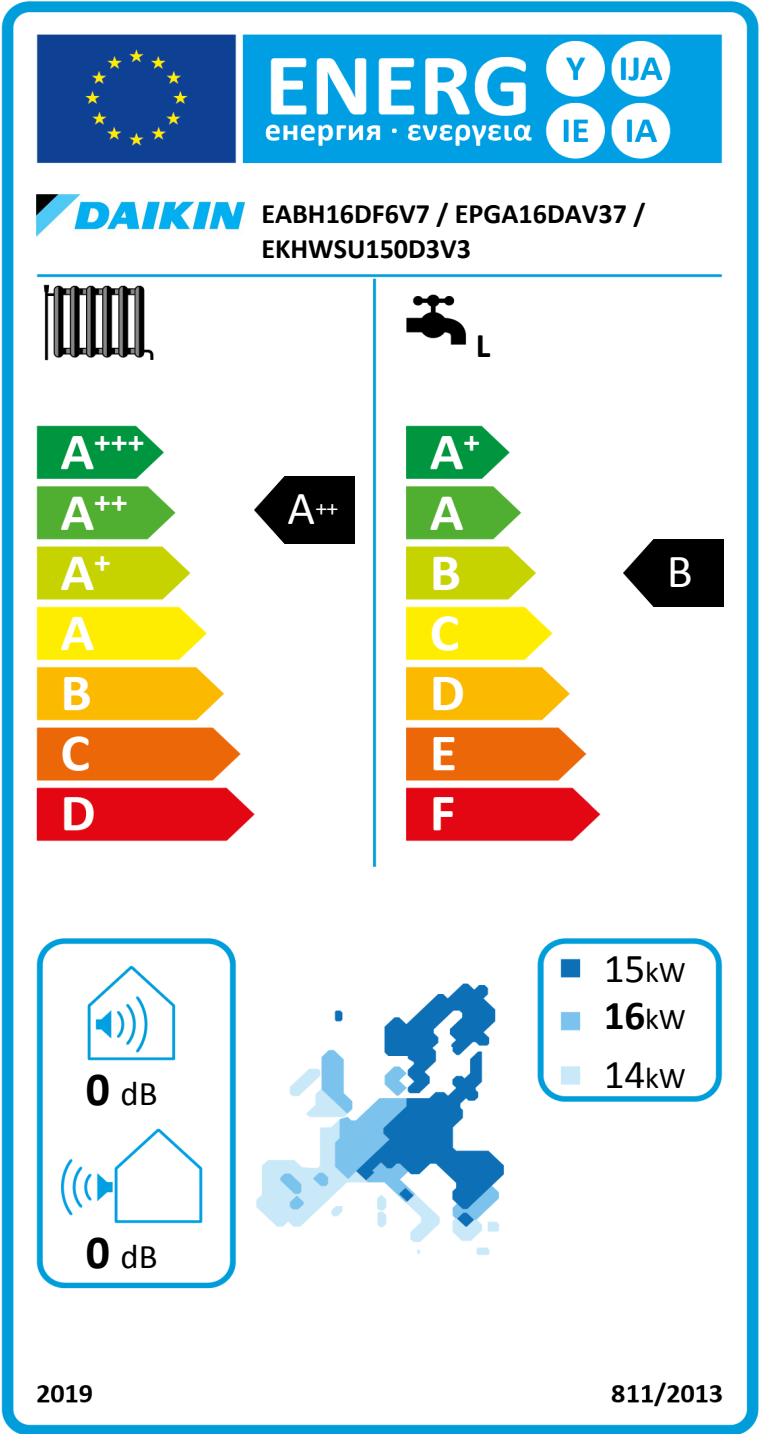 ENERG Y IJA
енергия · ενεργεια IE IA
DAIKIN EABH16DF6V7 / EPGA16DAV37 /
EKHWSU150D3V3
L
A+++
A++
A+
A
B
C
D
A++
A+
A
B
C
D
E
F
B
0 dB
0 dB
15kW
16kW
14kW
2019 811/2013